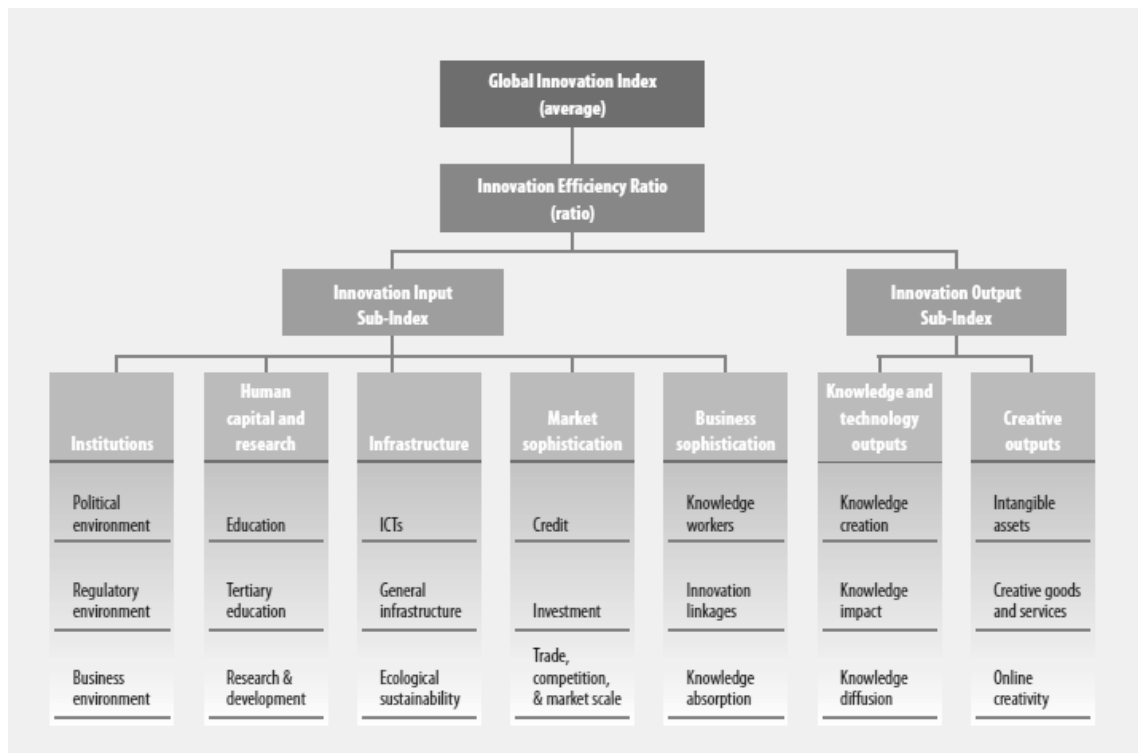 Global Innovation Index
(average)
Innovation Efficiency Ratio
(ratio)
Innovation Input
Sub-Index
Innovation Output
Sub-Index
Institutions
Human
capital and
research
Infrastructure
Market
sophistication
Business
sophistication
Knowledge and
technology
outputs
Creative
outputs
Political
environment
Education
ICTs
Credit
Knowledge
workers
Knowledge
creation
Intangible
assets
Regulatory
environment
Tertiary
education
General
infrastructure
Investment
Innovation
linkages
Knowledge
impact
Creative goods
and services
Business
environment
Research &
development
Ecological
sustainability
Trade,
competition,
& market scale
Knowledge
absorption
Knowledge
diffusion
Online
creativity